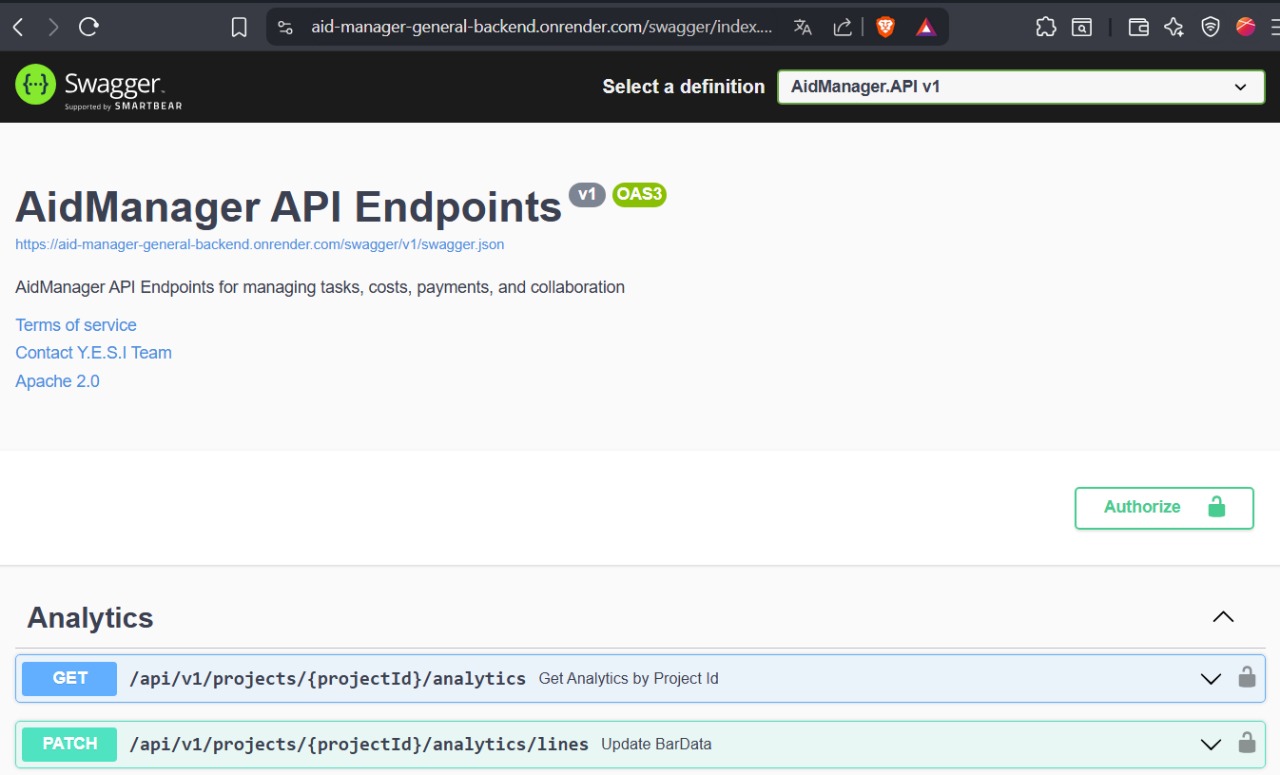 aid-manager-general-backend.onrender.com/swagger/index....
Swagger
Supported by SMARTBEAR
Select a definition
AidManager.API v1
AidManager API Endpoints v1 OAS3
https://aid-manager-general-backend.onrender.com/swagger/v1/swagger.json
AidManager API Endpoints for managing tasks, costs, payments, and collaboration
Terms of service
Contact Y.E.S.I Team
Apache 2.0
Authorize
Analytics
GET /api/v1/projects/{projectId}/analytics Get Analytics by Project Id
PATCH /api/v1/projects/{projectId}/analytics/lines Update BarData